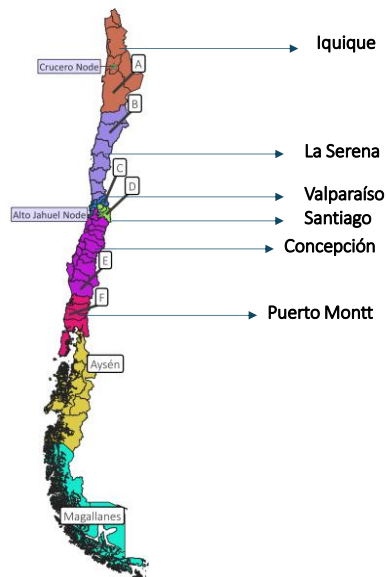 Iquique
Crucero Node
A
B
La Serena
C
Valparaíso
D
Alto Jahuel Node
Santiago
Concepción
E
F
Puerto Montt
Aysén
Magallanes